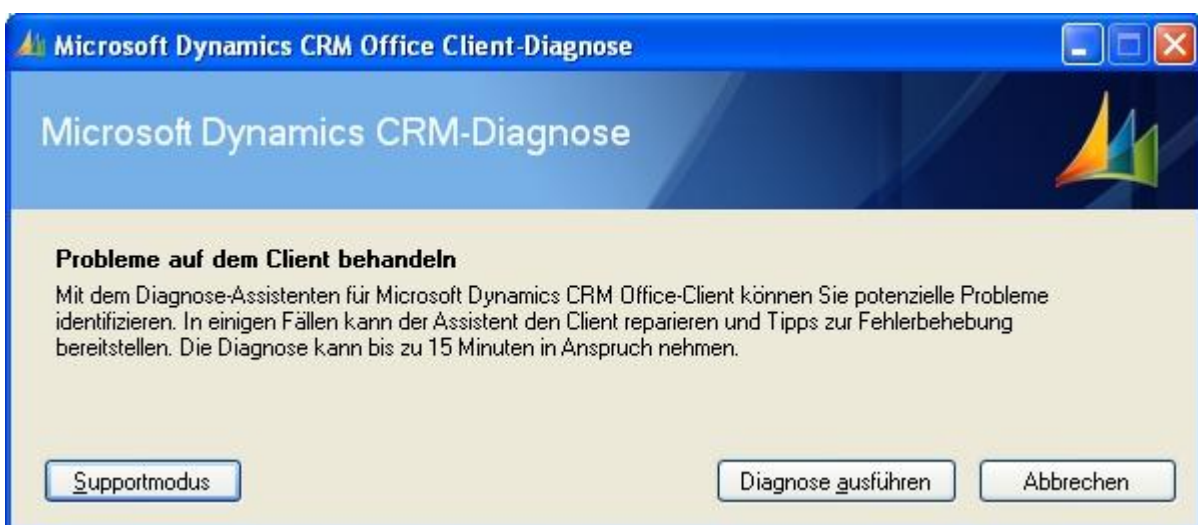 Microsoft Dynamics CRM Office Client-Diagnose
Microsoft Dynamics CRM-Diagnose
Probleme auf dem Client behandeln
Mit dem Diagnose-Assistenten für Microsoft Dynamics CRM Office-Client können Sie potenzielle Probleme
identifizieren. In einigen Fällen kann der Assistent den Client reparieren und Tipps zur Fehlerbehebung
bereitstellen. Die Diagnose kann bis zu 15 Minuten in Anspruch nehmen.
Supportmodus
Diagnose ausführen
Abbrechen